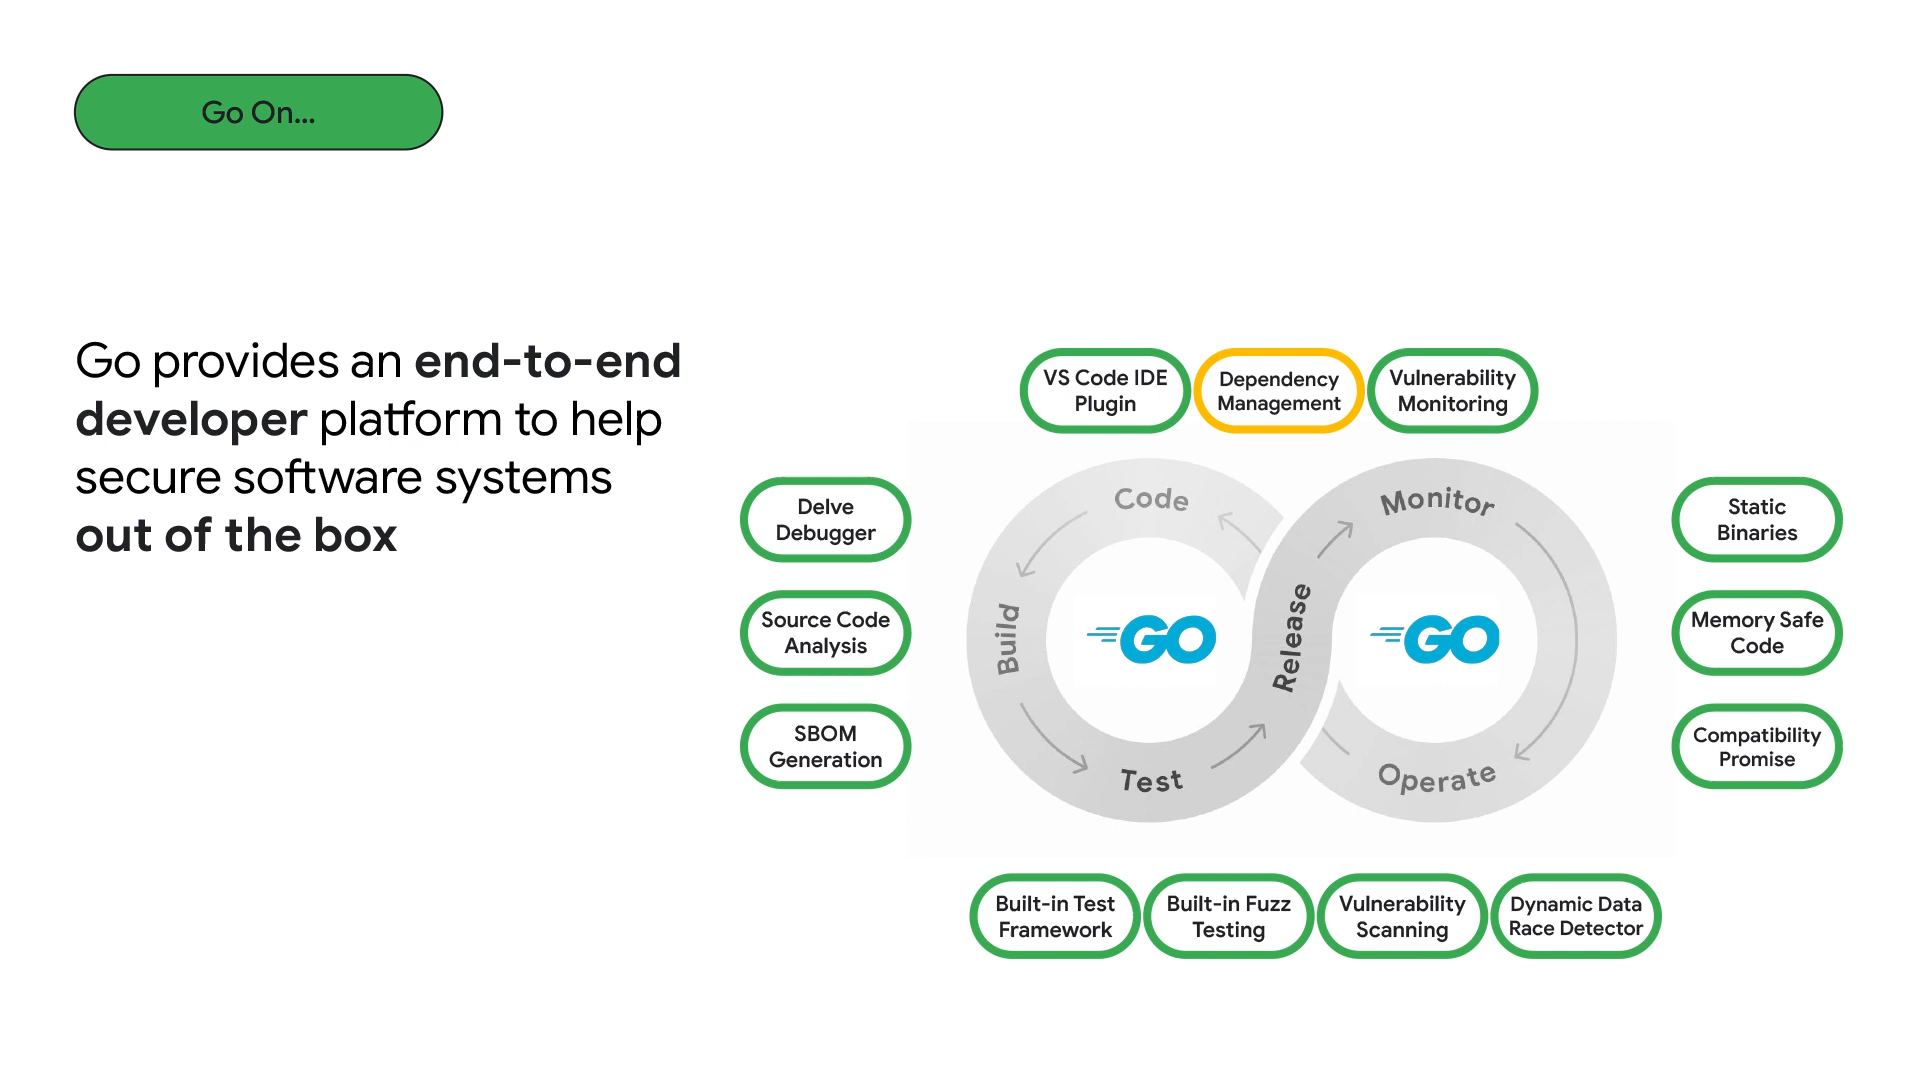 Go On...
Go provides an end-to-end
developer platform to help
secure software systems
out of the box
VS Code IDE
Plugin
Dependency
Management
Vulnerability
Monitoring
Delve
Debugger
Source Code
Analysis
SBOM
Generation
Code
Build
Test
Release
Monitor
Operate
GO
GO
Static
Binaries
Memory Safe
Code
Compatibility
Promise
Built-in Test
Framework
Built-in Fuzz
Testing
Vulnerability
Scanning
Dynamic Data
Race Detector